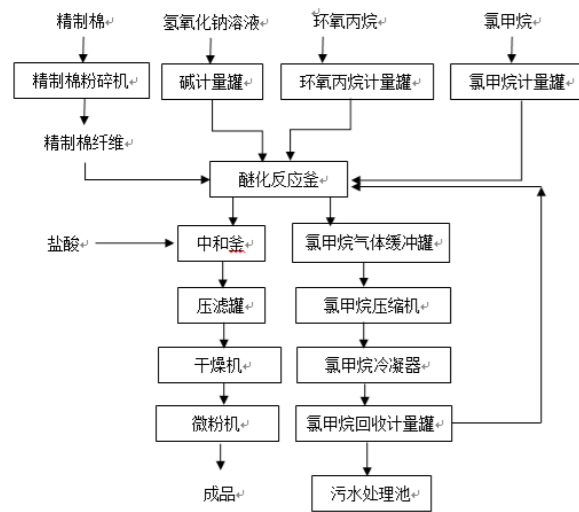 精制棉
氢氧化钠溶液
环氧丙烷
氯甲烷
精制棉粉碎机
碱计量罐
环氧丙烷计量罐
氯甲烷计量罐
精制棉纤维
醚化反应釜
盐酸
中和釜
氯甲烷气体缓冲罐
压滤罐
氯甲烷压缩机
干燥机
氯甲烷冷凝器
微粉机
氯甲烷回收计量罐
成品
污水处理池